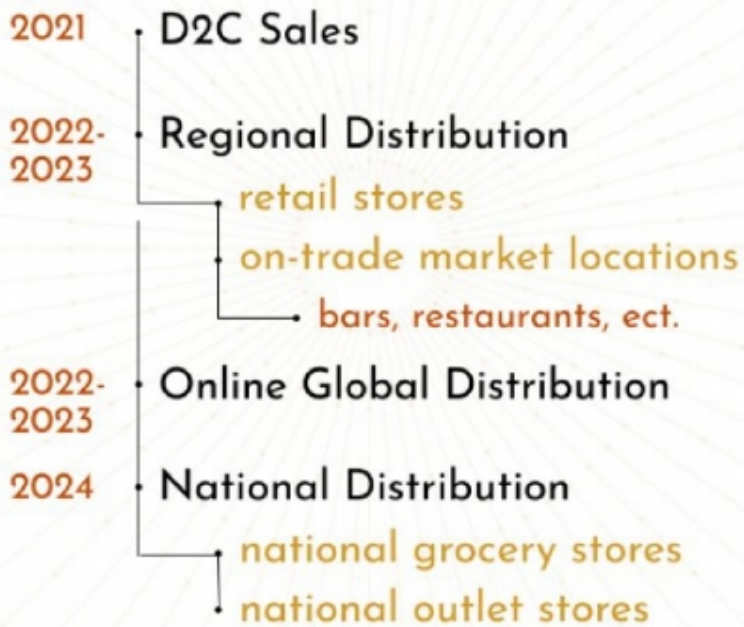 2021 D2C Sales
2022- Regional Distribution
2023
retail stores
on-trade market locations
bars, restaurants, ect.
2022- Online Global Distribution
2023
2024 National Distribution
national grocery stores
national outlet stores